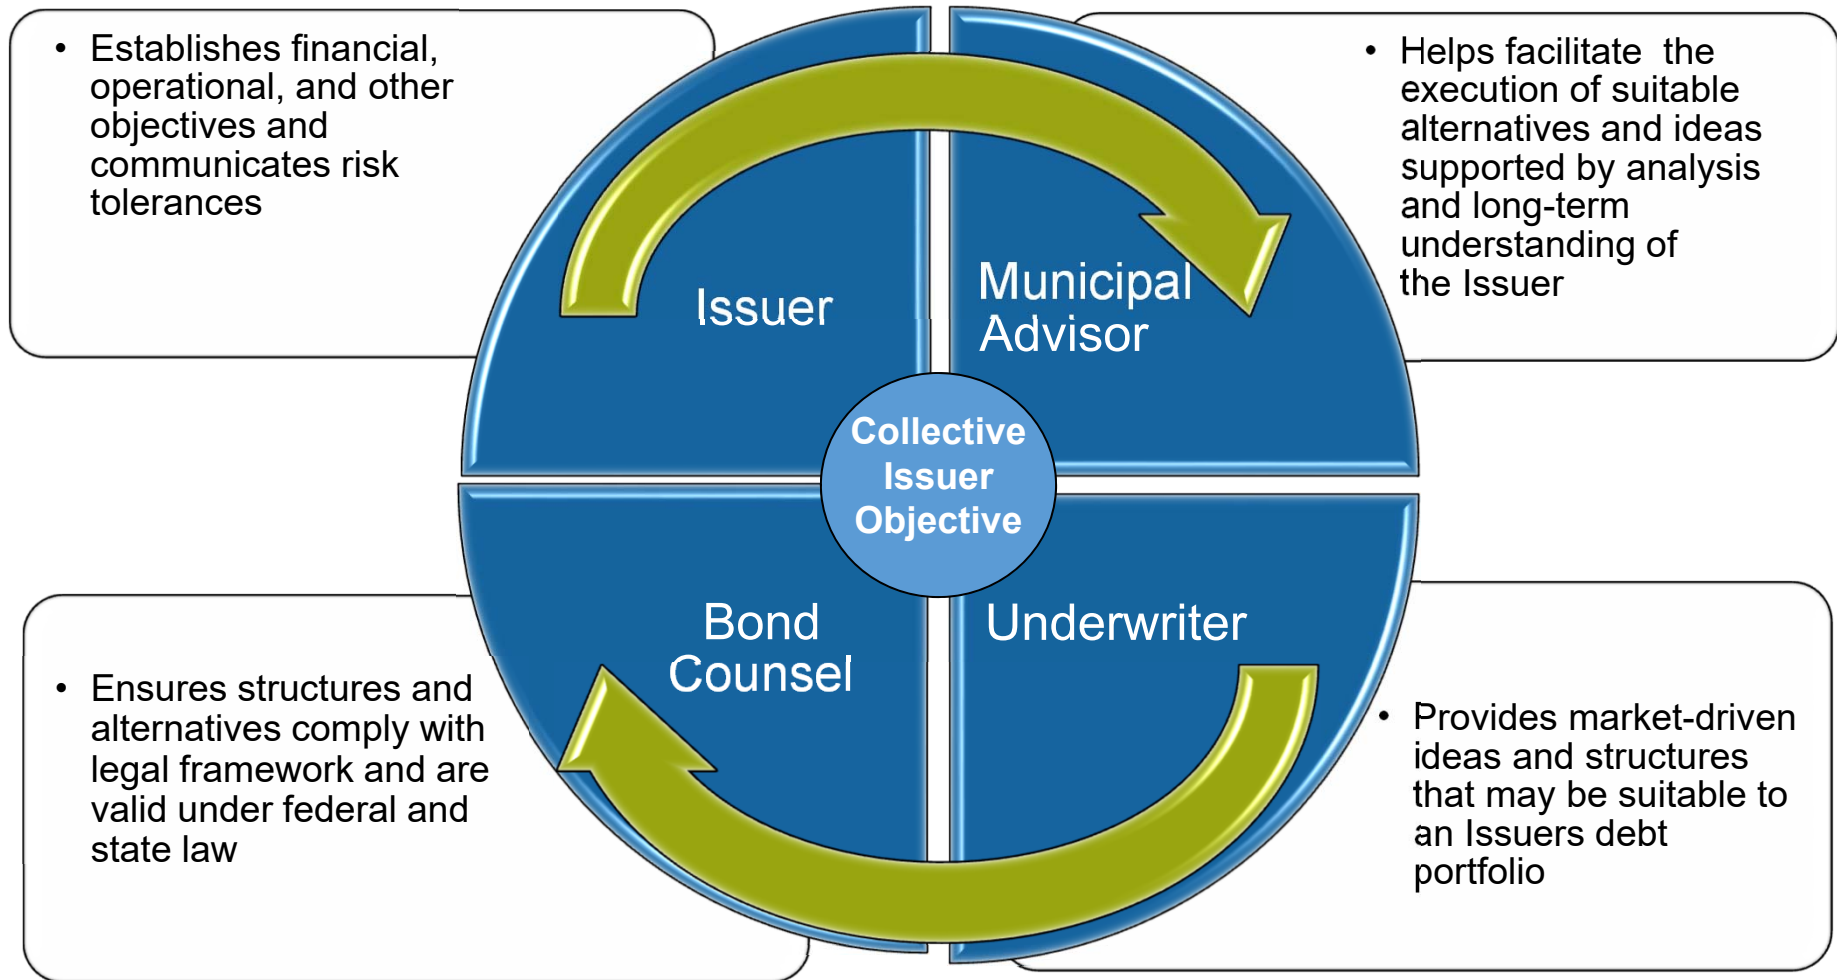 • Establishes financial,
operational, and other
objectives and
communicates risk
tolerances
• Helps facilitate  the
execution of suitable
alternatives and ideas
supported by analysis
and long-term
understanding of
the Issuer
Issuer
Municipal
Advisor
Collective
Issuer
Objective
Bond
Counsel
Underwriter
• Ensures structures and
alternatives comply with
legal framework and are
valid under federal and
state law
• Provides market-driven
ideas and structures
that may be suitable to
an Issuers debt
portfolio